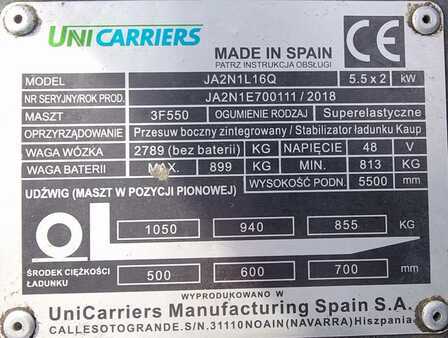 UNICARRIERS
CE
MADE IN SPAIN
PATRZ INSTRUKCJA OBSŁUGI
MODEL JA2N1L16Q 5.5 x 2 kW
NR SERYJNY/ROK PROD. JA2N1E700111 / 2018
MASZT 3F550 OGUMIENIE RODZAJ Superelastyczne
OPRZYRZĄDOWANIE Przesuw boczny zintegrowany / Stabilizator ładunku Kaup
WAGA WÓZKA 2789 (bez baterii) KG NAPIĘCIE 48 V
WAGA BATERII MAX. 899 KG MIN. 813 KG
WYSOKOŚĆ PODN. 5500 mm
UDŹWIG (MASZT W POZYCJI PIONOWEJ)
1050 940 855 KG
ŚRODEK CIĘŻKOŚCI
ŁADUNKU
500 600 700 mm
WYPRODUKOWANO W
UniCarriers Manufacturing Spain S.A.
CALLESOTOGRANDE.S/N.31110NOAIN (NAVARRA) Hiszpania